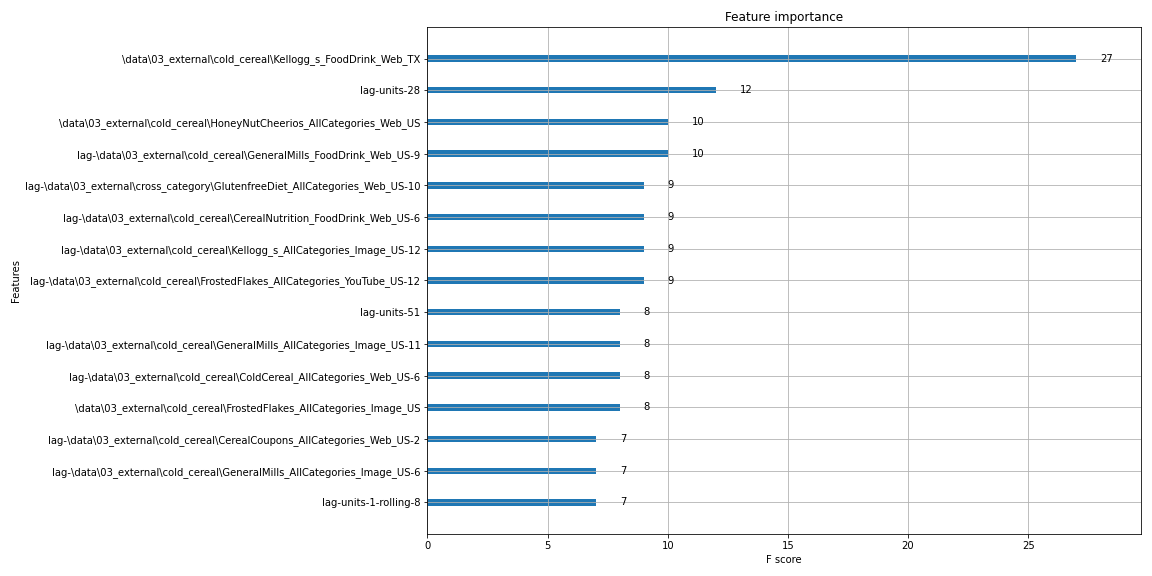 Feature importance
\data\03_external\cold_cereal\Kellogg_s_FoodDrink_Web_TX 27
lag-units-28 12
\data\03_external\cold_cereal\HoneyNutCheerios_AllCategories_Web_US 10
lag-\data\03_external\cold_cereal\GeneralMills_FoodDrink_Web_US-9 10
lag-\data\03_external\cross_category\GlutenfreeDiet_AllCategories_Web_US-10 9
lag-\data\03_external\cold_cereal\CerealNutrition_FoodDrink_Web_US-6 9
lag-\data\03_external\cold_cereal\Kellogg_s_AllCategories_Image_US-12 9
lag-\data\03_external\cold_cereal\FrostedFlakes_AllCategories_YouTube_US-12 9
lag-units-51 8
lag-\data\03_external\cold_cereal\GeneralMills_AllCategories_Image_US-11 8
lag-\data\03_external\cold_cereal\ColdCereal_AllCategories_Web_US-6 8
\data\03_external\cold_cereal\FrostedFlakes_AllCategories_Image_US 8
lag-\data\03_external\cold_cereal\CerealCoupons_AllCategories_Web_US-2 7
lag-\data\03_external\cold_cereal\GeneralMills_AllCategories_Image_US-6 7
lag-units-1-rolling-8 7
Features
0 5 10 15 20 25
F score